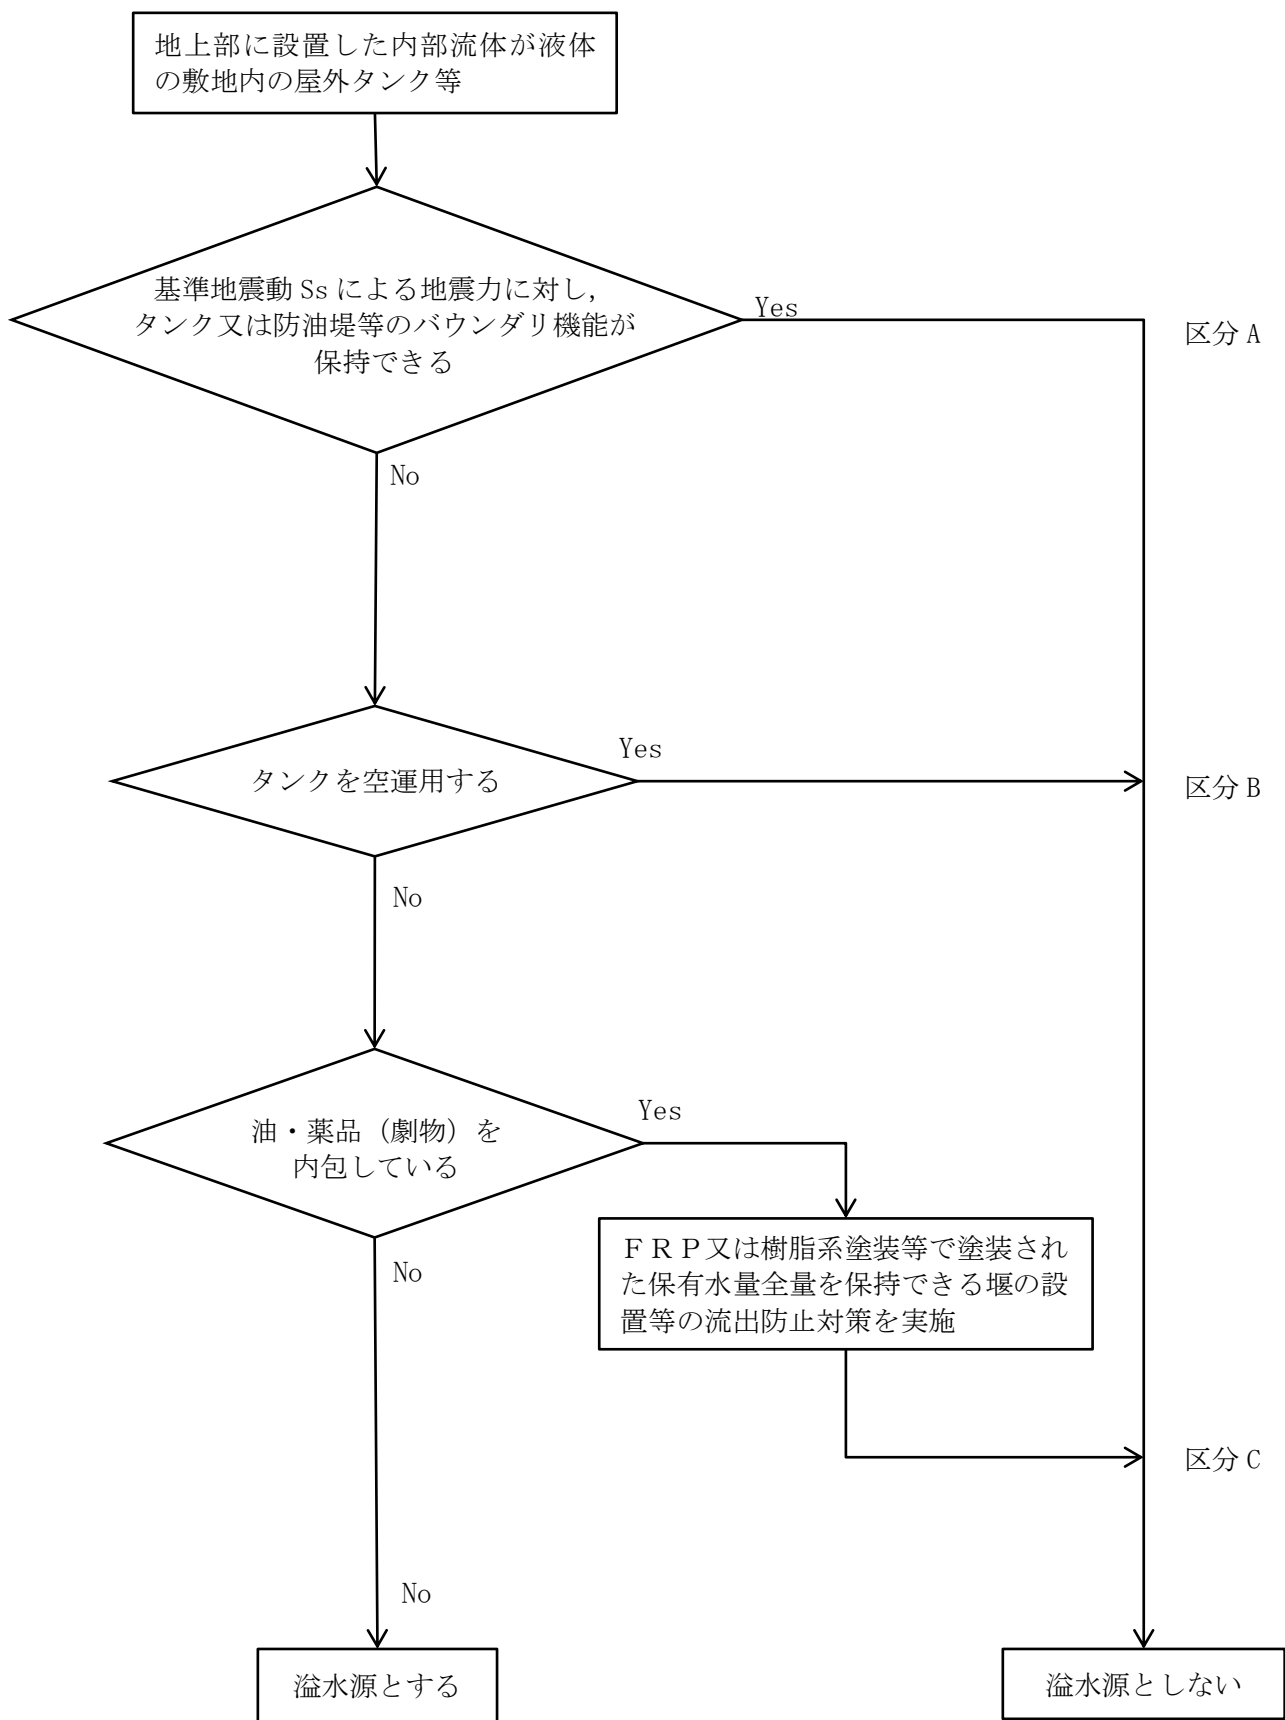 地上部に設置した内部流体が液体
の敷地内の屋外タンク等
基準地震動 Ss による地震力に対し,
タンク又は防油堤等のバウンダリ機能が
保持できる
Yes
区分 A
No
タンクを空運用する
Yes
区分 B
No
油・薬品（劇物）を
内包している
Yes
No
ＦＲＰ又は樹脂系塗装等で塗装され
た保有水量全量を保持できる堰の設
置等の流出防止対策を実施
区分 C
No
溢水源とする
溢水源としない